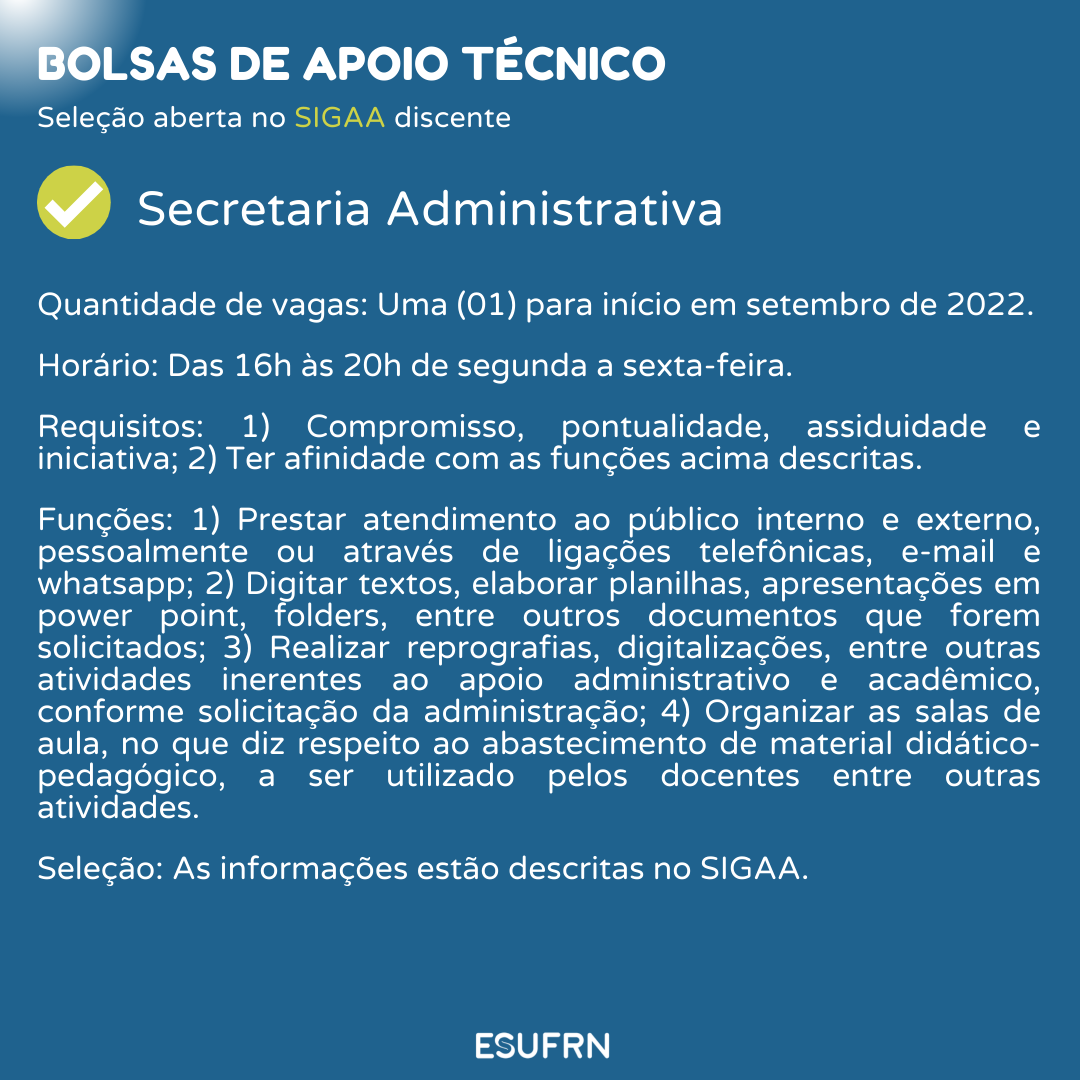 BOLSAS DE APOIO TÉCNICO
Seleção aberta no SIGAA discente
Secretaria Administrativa
Quantidade de vagas: Uma (01) para início em setembro de 2022.
Horário: Das 16h às 20h de segunda a sexta-feira.
Requisitos: 1) Compromisso, pontualidade, assiduidade e
iniciativa; 2) Ter afinidade com as funções acima descritas.
Funções: 1) Prestar atendimento ao público interno e externo,
pessoalmente ou através de ligações telefônicas, e-mail e
whatsapp; 2) Digitar textos, elaborar planilhas, apresentações em
power point, folders, entre outros documentos que forem
solicitados; 3) Realizar reprografias, digitalizações, entre outras
atividades inerentes ao apoio administrativo e acadêmico,
conforme solicitação da administração; 4) Organizar as salas de
aula, no que diz respeito ao abastecimento de material didático-
pedagógico, a ser utilizado pelos docentes entre outras
atividades.
Seleção: As informações estão descritas no SIGAA.
ESUFRN